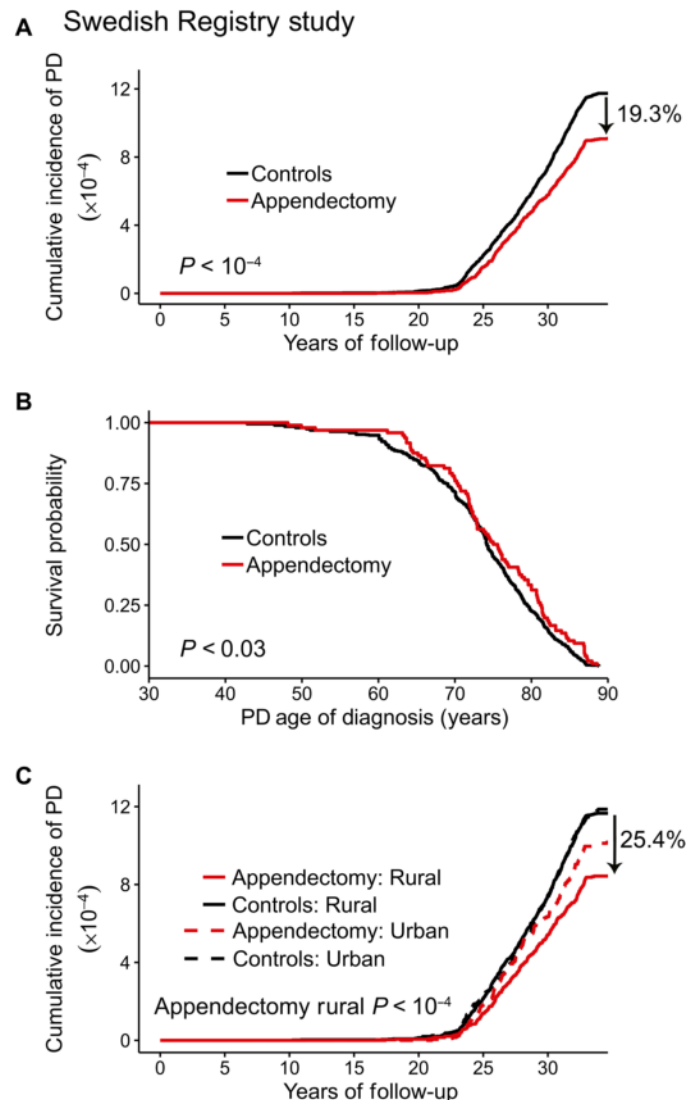 A Swedish Registry study
Cumulative incidence of PD
(×10⁻⁴)
12
8
4
0
Controls
Appendectomy
19.3%
P < 10⁻⁴
0 5 10 15 20 25 30
Years of follow-up
B
Survival probability
1.00
0.75
0.50
0.25
0.00
Controls
Appendectomy
P < 0.03
30 40 50 60 70 80 90
PD age of diagnosis (years)
C
Cumulative incidence of PD
(×10⁻⁴)
12
8
4
0
25.4%
Appendectomy: Rural
Controls: Rural
Appendectomy: Urban
Controls: Urban
Appendectomy rural P < 10⁻⁴
0 5 10 15 20 25 30
Years of follow-up